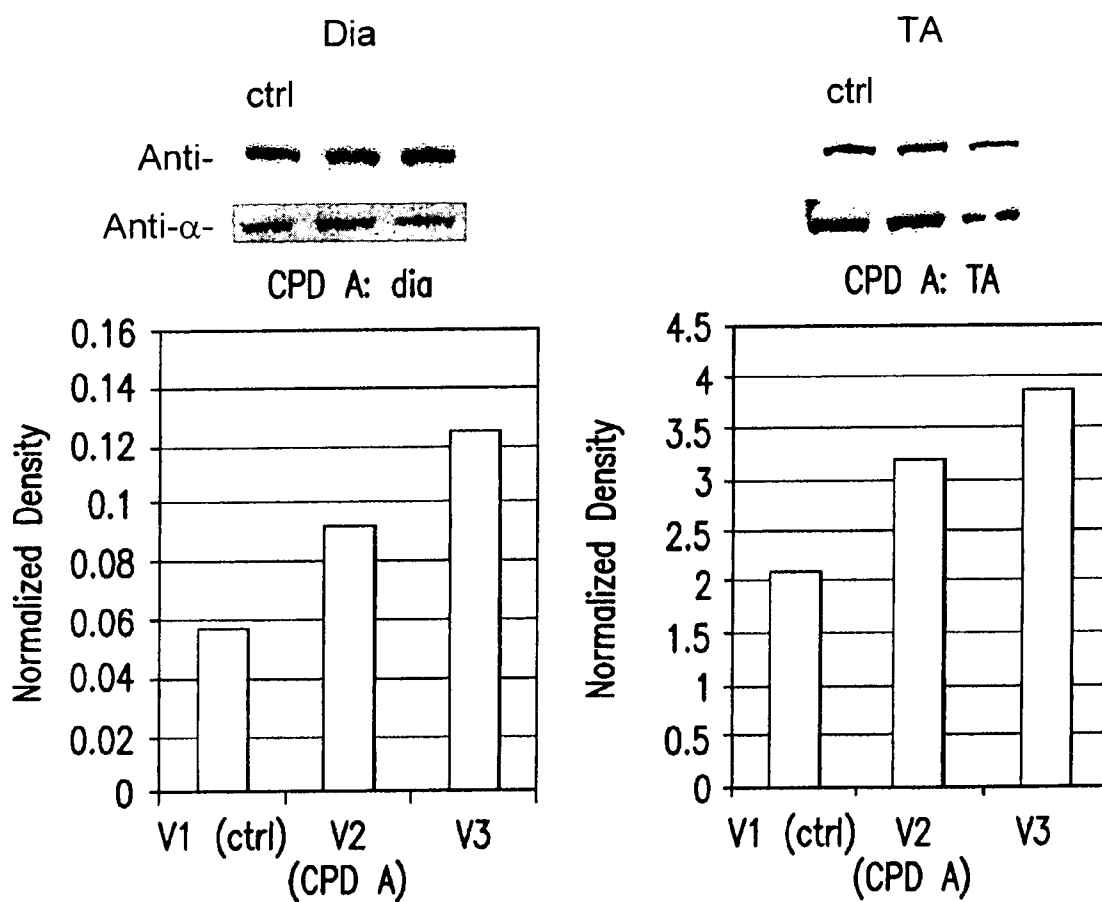 Dia
ctrl
Anti-
Anti-α-
CPD A: dia
Normalized Density
0.16
0.14
0.12
0.1
0.08
0.06
0.04
0.02
0
V1 (ctrl) V2 V3
(CPD A)
TA
ctrl
CPD A: TA
Normalized Density
4.5
4
3.5
3
2.5
2
1.5
1
0.5
0
V1 (ctrl) V2 V3
(CPD A)